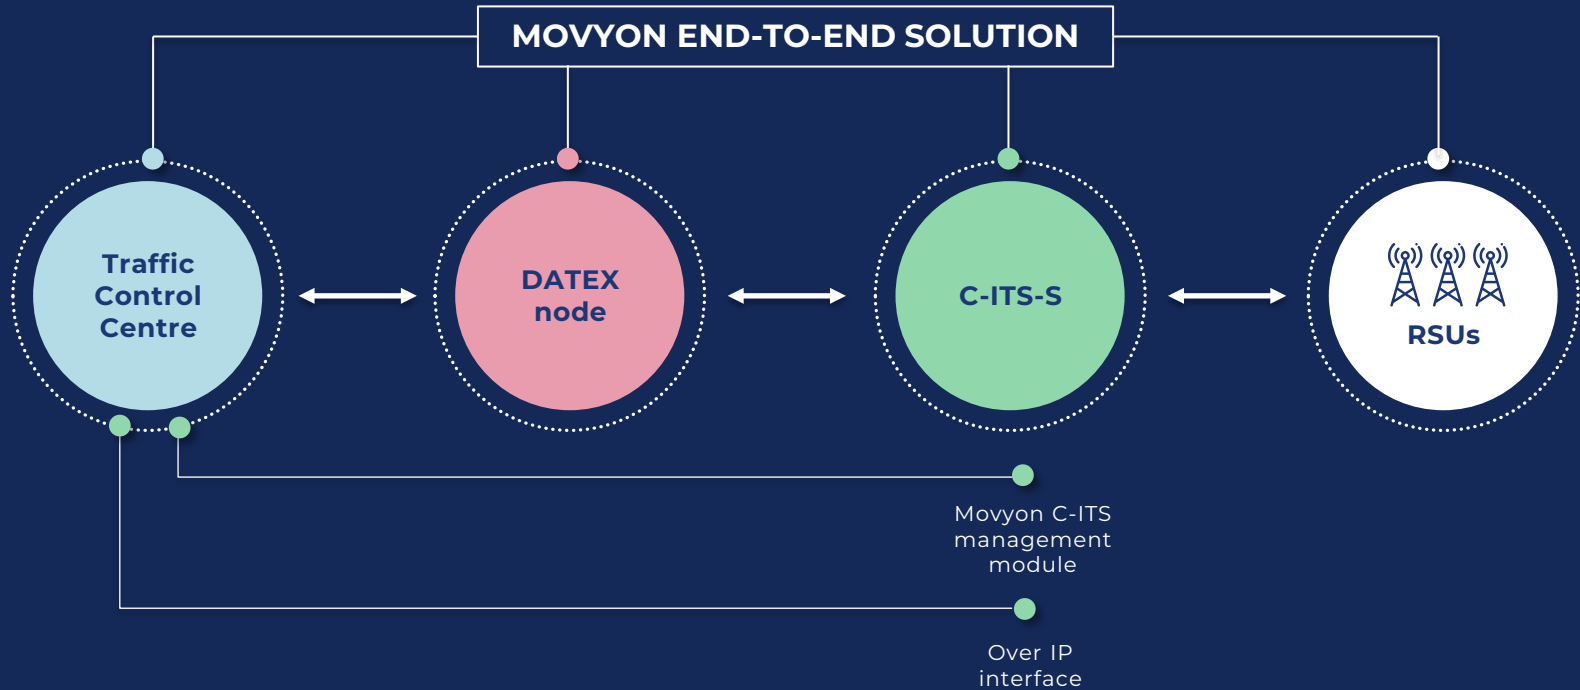 MOVYON END-TO-END SOLUTION
Traffic
Control
Centre
DATEX
node
C-ITS-S
RSUs
Movyon C-ITS
management
module
Over IP
interface